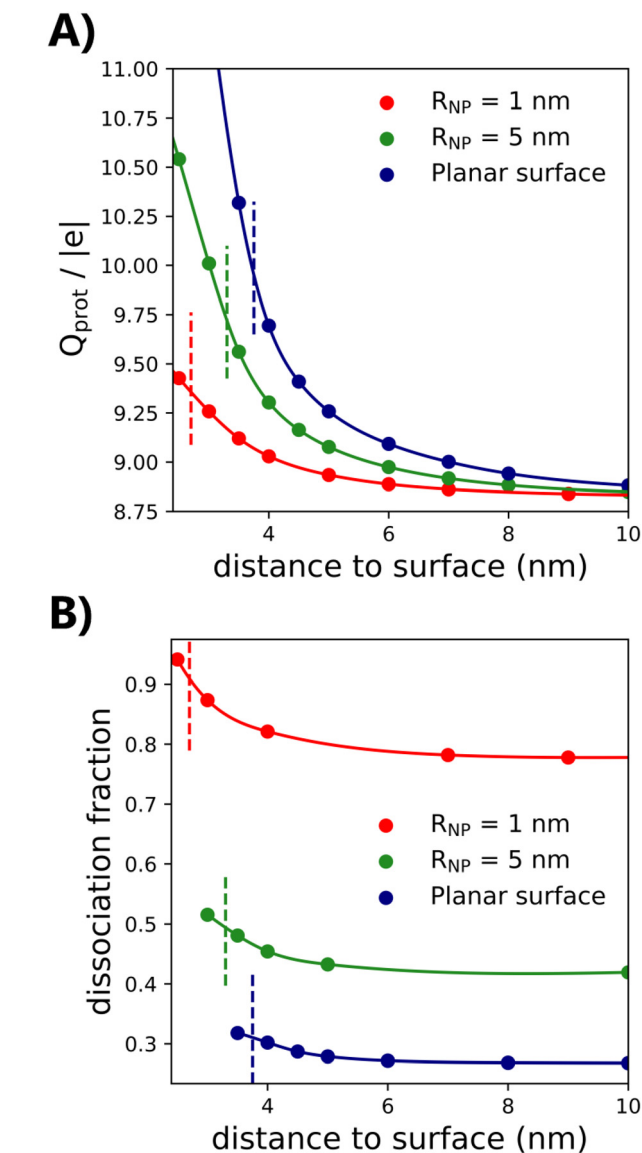 A)
11.00
10.75
10.50
10.25
10.00
9.75
9.50
9.25
9.00
8.75
Q_prot / |e|
R_NP = 1 nm
R_NP = 5 nm
Planar surface
4 6 8 10
distance to surface (nm)
B)
0.9
0.8
0.7
0.6
0.5
0.4
0.3
dissociation fraction
R_NP = 1 nm
R_NP = 5 nm
Planar surface
4 6 8 10
distance to surface (nm)